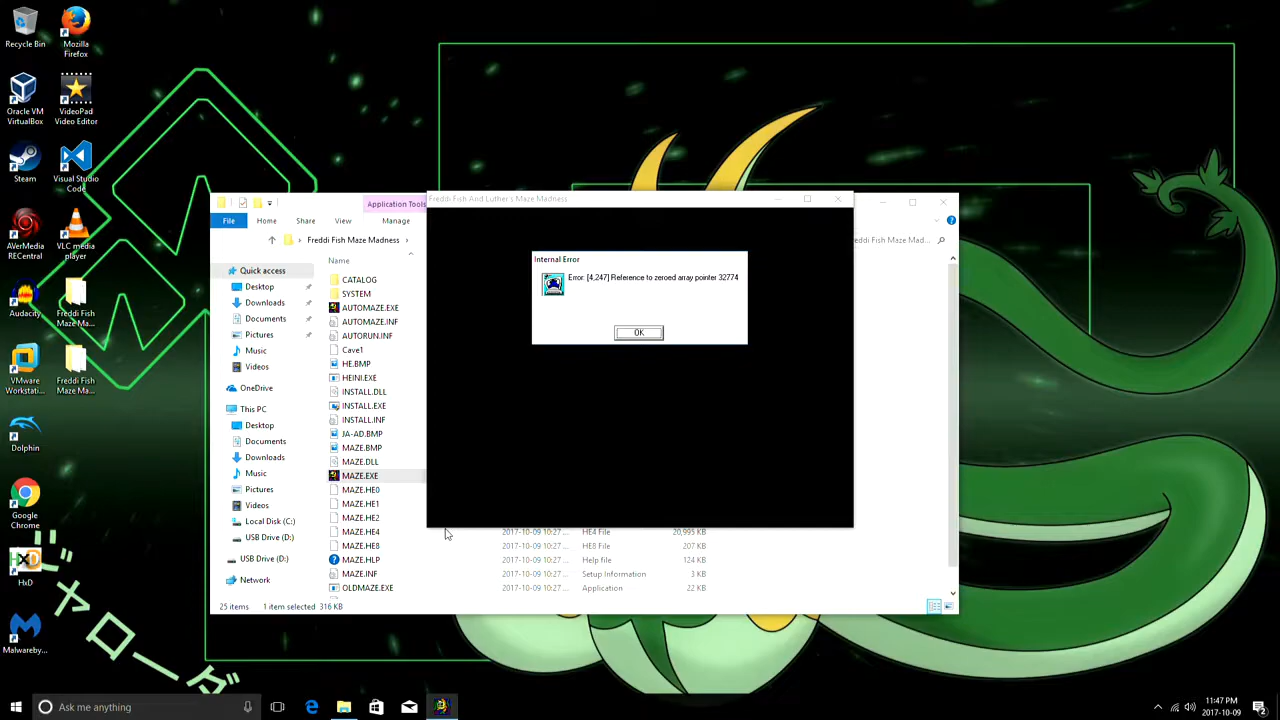 Recycle Bin
Mozilla
Firefox
Oracle VM
VirtualBox
VideoPad
Video Editor
Steam
Visual Studio
Code
AVerMedia
RECentral
VLC media
player
Audacity
Freddi Fish
Maze Ma...
VMware
Workstati...
Freddi Fish
Maze Ma...
Dolphin
Google
Chrome
HxD
Malwareby...
ジャローダ
Application Tools
File
Home
Share
View
Manage
Freddi Fish Maze Madness
Freddi Fish Maze Mad...
Quick access
Desktop
Downloads
Documents
Pictures
Music
Videos
OneDrive
This PC
Desktop
Documents
Downloads
Music
Pictures
Videos
Local Disk (C:)
USB Drive (D:)
USB Drive (D:)
Network
Name
CATALOG
SYSTEM
AUTOMAZE.EXE
AUTOMAZE.INF
AUTORUN.INF
Cave1
HE.BMP
HEINI.EXE
INSTALL.DLL
INSTALL.EXE
INSTALL.INF
JA-AD.BMP
MAZE.BMP
MAZE.DLL
MAZE.EXE
MAZE.HE0
MAZE.HE1
MAZE.HE2
MAZE.HE4 2017-10-09 10:27 ... HE4 File 20,995 KB
MAZE.HE8 2017-10-09 10:27 ... HE8 File 207 KB
MAZE.HLP 2017-10-09 10:27 ... Help file 124 KB
MAZE.INF 2017-10-09 10:27 ... Setup Information 3 KB
OLDMAZE.EXE 2017-10-09 10:27 ... Application 22 KB
25 items 1 item selected 316 KB
Freddi Fish And Luther's Maze Madness
Internal Error
Error: [4,247] Reference to zeroed array pointer 32774
OK
Ask me anything
11:47 PM
2017-10-09
2